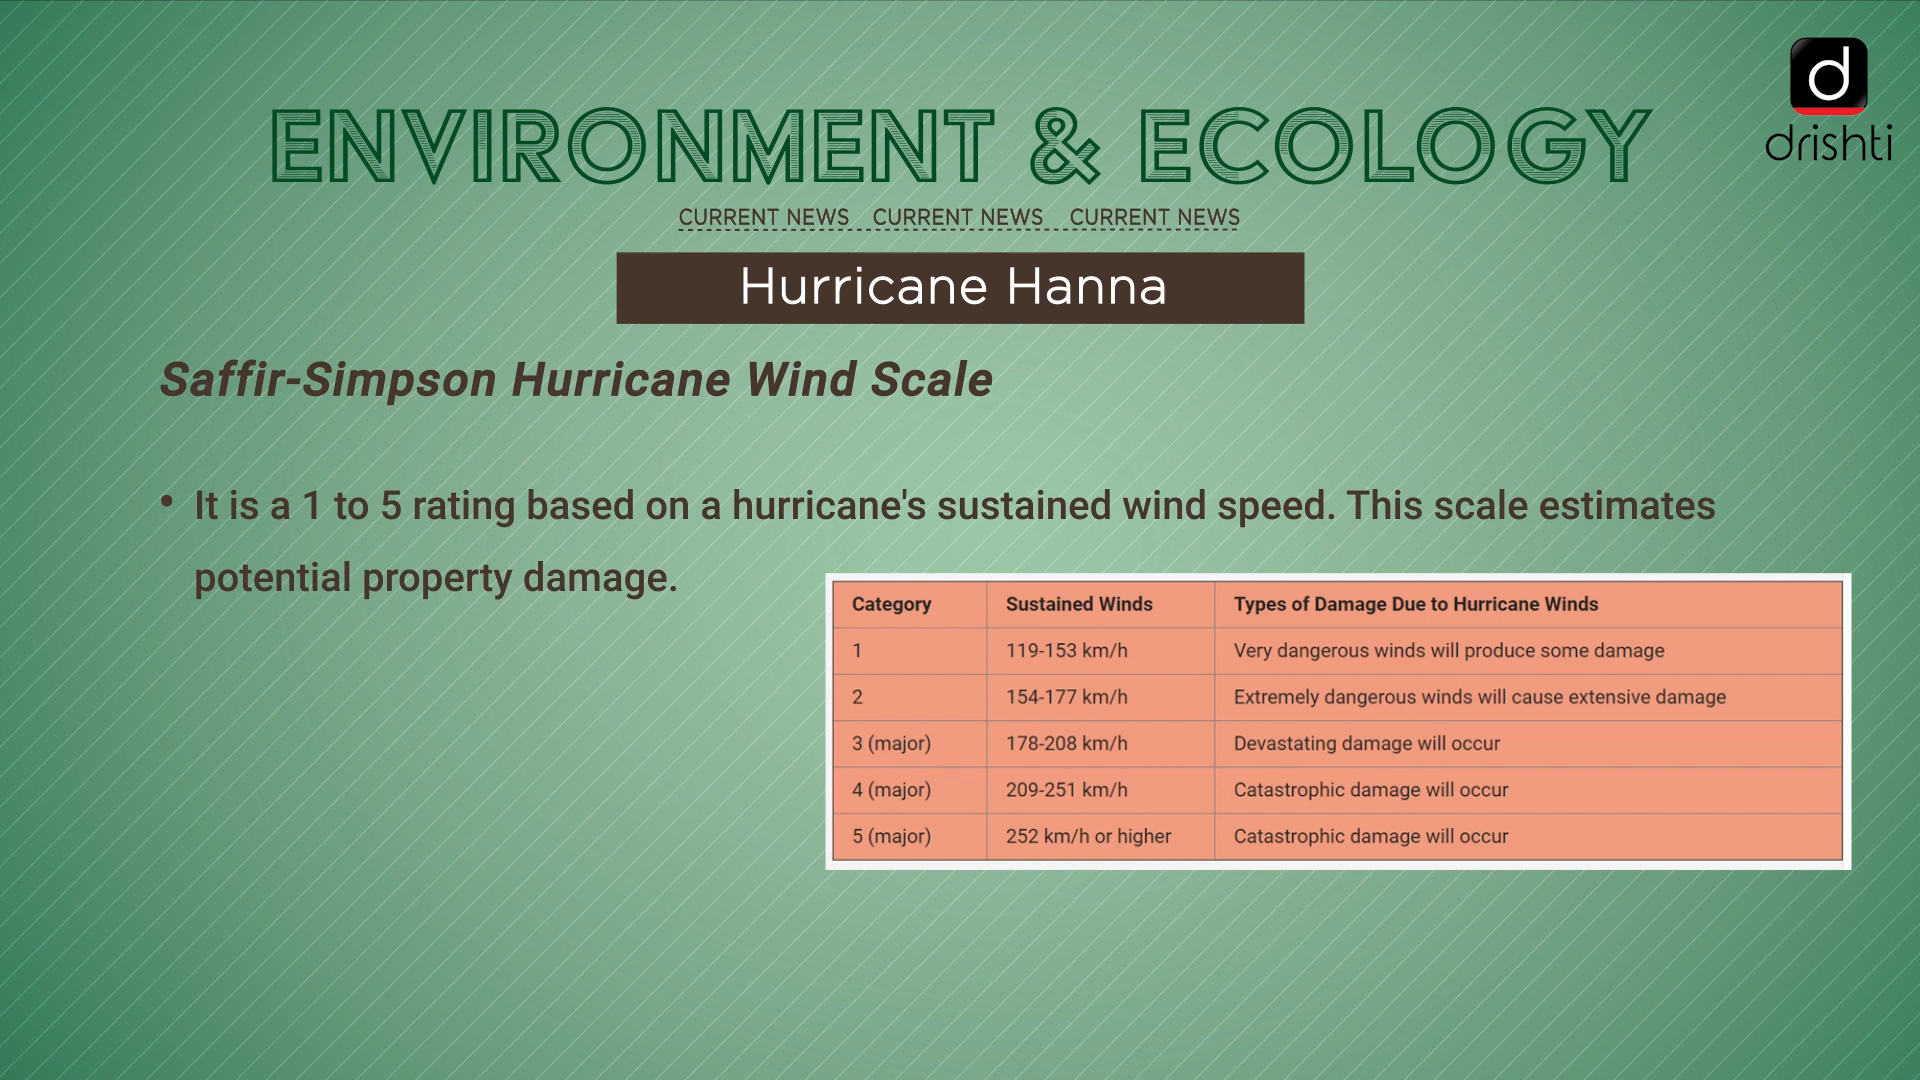 d
drishti
ENVIRONMENT & ECOLOGY
CURRENT NEWS CURRENT NEWS CURRENT NEWS
Hurricane Hanna
Saffir-Simpson Hurricane Wind Scale
• It is a 1 to 5 rating based on a hurricane's sustained wind speed. This scale estimates
potential property damage.
Category Sustained Winds Types of Damage Due to Hurricane Winds
1 119-153 km/h Very dangerous winds will produce some damage
2 154-177 km/h Extremely dangerous winds will cause extensive damage
3 (major) 178-208 km/h Devastating damage will occur
4 (major) 209-251 km/h Catastrophic damage will occur
5 (major) 252 km/h or higher Catastrophic damage will occur